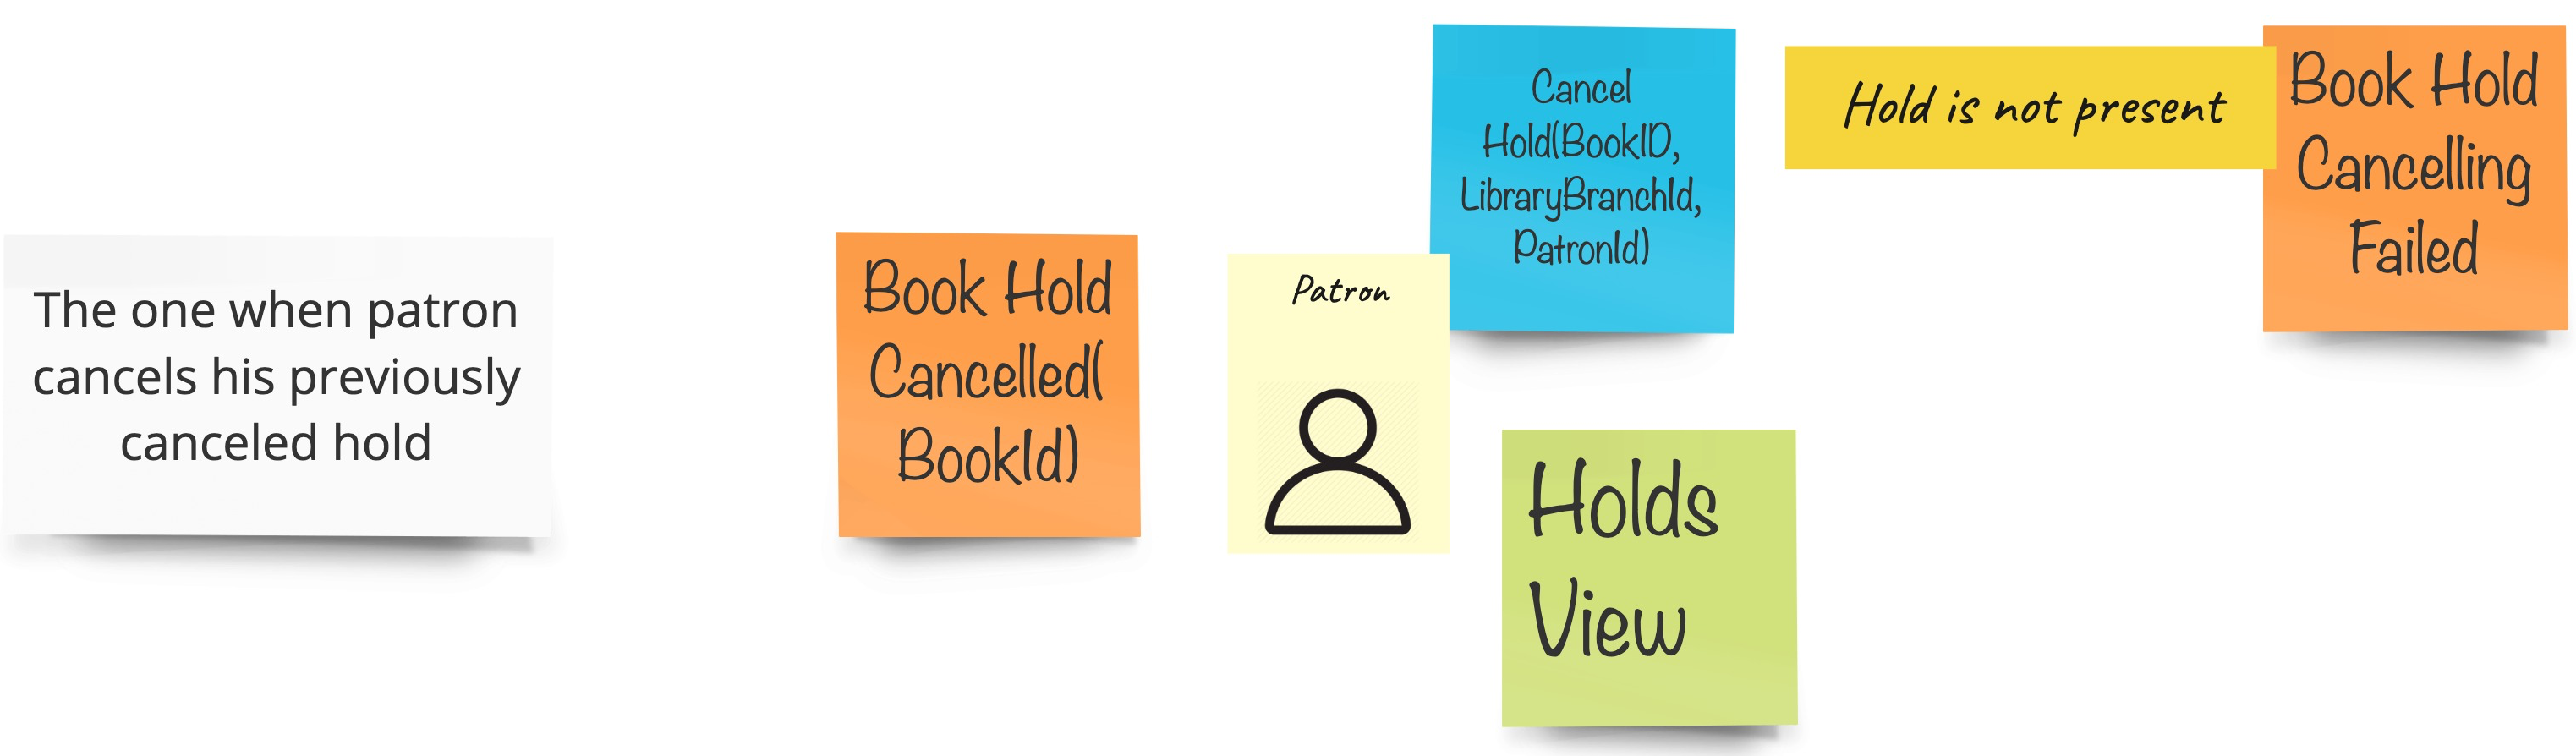 The one when patron
cancels his previously
canceled hold
Book Hold
Cancelled(
BookId)
Patron
Cancel
Hold(BookID,
LibraryBranchId,
PatronId)
Holds
View
Hold is not present
Book Hold
Cancelling
Failed